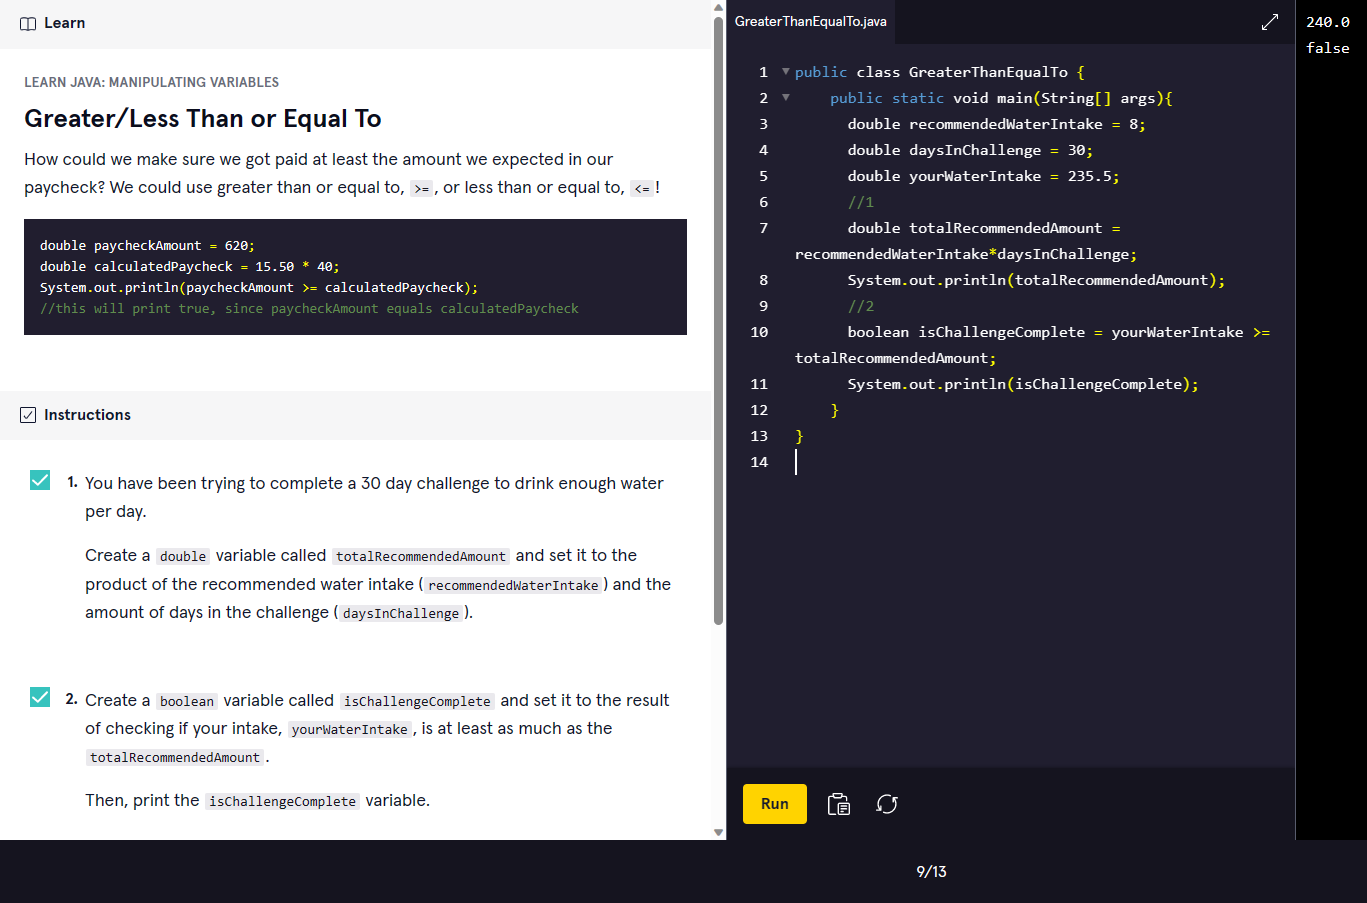 Learn
LEARN JAVA: MANIPULATING VARIABLES
Greater/Less Than or Equal To
How could we make sure we got paid at least the amount we expected in our
paycheck? We could use greater than or equal to, >=, or less than or equal to, <=!
double paycheckAmount = 620;
double calculatedPaycheck = 15.50 * 40;
System.out.println(paycheckAmount >= calculatedPaycheck);
//this will print true, since paycheckAmount equals calculatedPaycheck
Instructions
1. You have been trying to complete a 30 day challenge to drink enough water
per day.
Create a double variable called totalRecommendedAmount and set it to the
product of the recommended water intake (recommendedWaterIntake) and the
amount of days in the challenge (daysInChallenge).
2. Create a boolean variable called isChallengeComplete and set it to the result
of checking if your intake, yourWaterIntake, is at least as much as the
totalRecommendedAmount.
Then, print the isChallengeComplete variable.
GreaterThanEqualTo.java
1 public class GreaterThanEqualTo {
2 public static void main(String[] args){
3 double recommendedWaterIntake = 8;
4 double daysInChallenge = 30;
5 double yourWaterIntake = 235.5;
6 //1
7 double totalRecommendedAmount =
recommendedWaterIntake*daysInChallenge;
8 System.out.println(totalRecommendedAmount);
9 //2
10 boolean isChallengeComplete = yourWaterIntake >=
totalRecommendedAmount;
11 System.out.println(isChallengeComplete);
12 }
13 }
14
Run
240.0
false
9/13